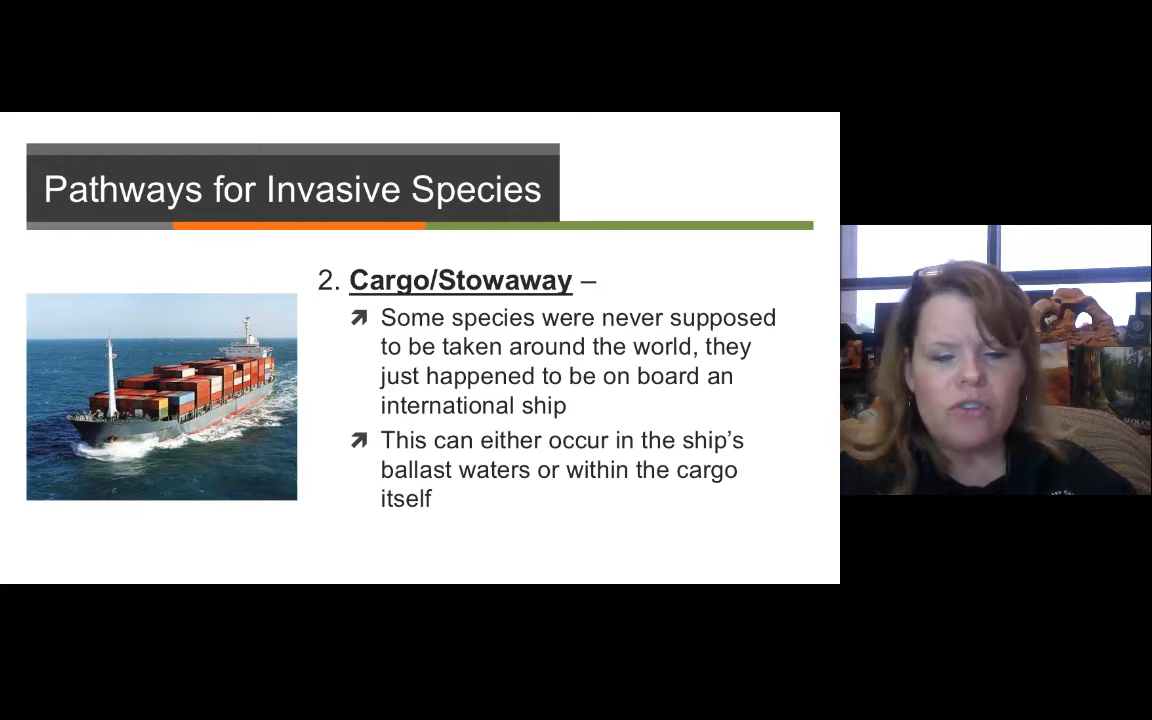 Pathways for Invasive Species
2. Cargo/Stowaway –
Some species were never supposed
to be taken around the world, they
just happened to be on board an
international ship
This can either occur in the ship’s
ballast waters or within the cargo
itself